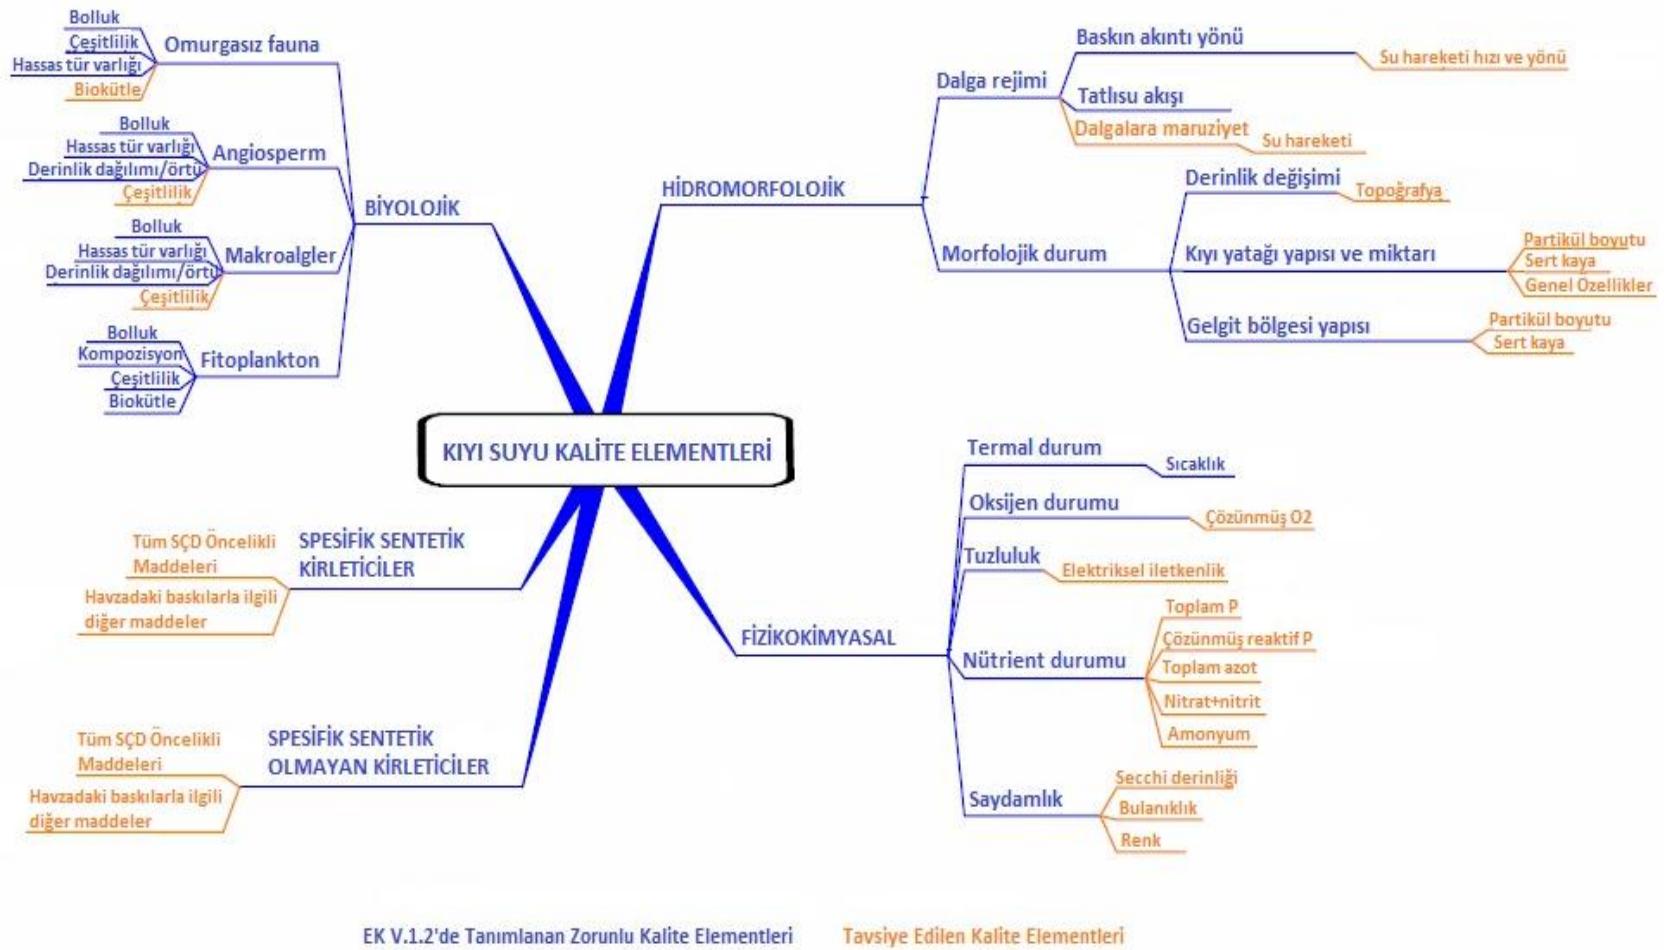 Bolluk
Çeşitlilik
Hassas tür varlığı
Biokütle
Omurgasız fauna
Bolluk
Hassas tür varlığı
Derinlik dağılımı/örtü
Çeşitlilik
Angiosperm
Bolluk
Hassas tür varlığı
Derinlik dağılımı/örtü
Çeşitlilik
Makroalgler
Bolluk
Kompozisyon
Çeşitlilik
Biokütle
Fitoplankton
BİYOLOJİK
HİDROMORFOLOJİK
Dalga rejimi
Baskın akıntı yönü
Su hareketi hızı ve yönü
Tatlısu akışı
Dalgalara maruziyet
Su hareketi
Morfolojik durum
Derinlik değişimi
Topoğrafya
Kıyı yatağı yapısı ve miktarı
Partikül boyutu
Sert kaya
Genel Özellikler
Gelgit bölgesi yapısı
Partikül boyutu
Sert kaya
KIYI SUYU KALİTE ELEMENTLERİ
SPESİFİK SENTETİK
KİRLETİCİLER
Tüm SÇD Öncelikli
Maddeleri
Havzadaki baskılarla ilgili
diğer maddeler
SPESİFİK SENTETİK
OLMAYAN KİRLETİCİLER
Tüm SÇD Öncelikli
Maddeleri
Havzadaki baskılarla ilgili
diğer maddeler
FİZİKOKİMYASAL
Termal durum
Sıcaklık
Oksijen durumu
Çözünmüş O2
Tuzluluk
Elektriksel iletkenlik
Nütrient durumu
Toplam P
Çözünmüş reaktif P
Toplam azot
Nitrat+nitrit
Amonyum
Saydamlık
Secchi derinliği
Bulanıklık
Renk
EK V.1.2'de Tanımlanan Zorunlu Kalite Elementleri
Tavsiye Edilen Kalite Elementleri